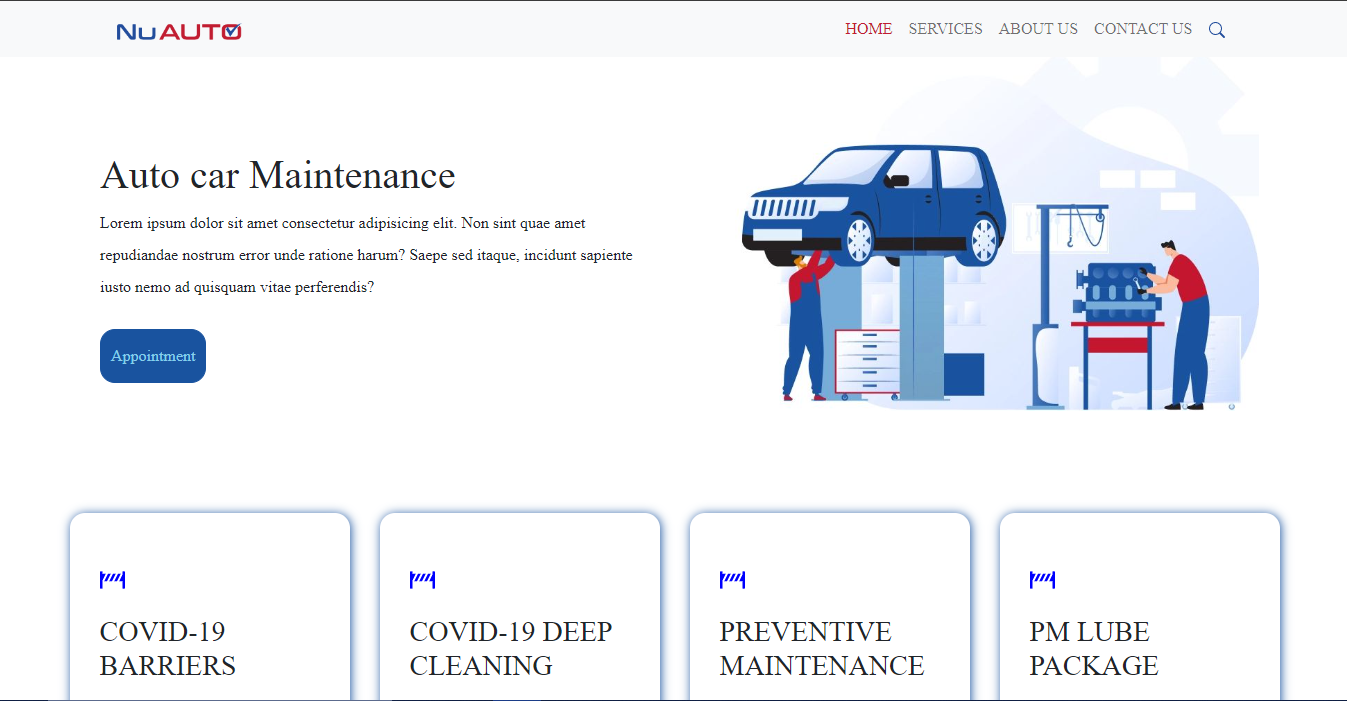 NuAUTO
HOME SERVICES ABOUT US CONTACT US
Auto car Maintenance
Lorem ipsum dolor sit amet consectetur adipisicing elit. Non sint quae amet
repudiandae nostrum error unde ratione harum? Saepe sed itaque, incidunt sapiente
iusto nemo ad quisquam vitae perferendis?
Appointment
COVID-19
BARRIERS
COVID-19 DEEP
CLEANING
PREVENTIVE
MAINTENANCE
PM LUBE
PACKAGE